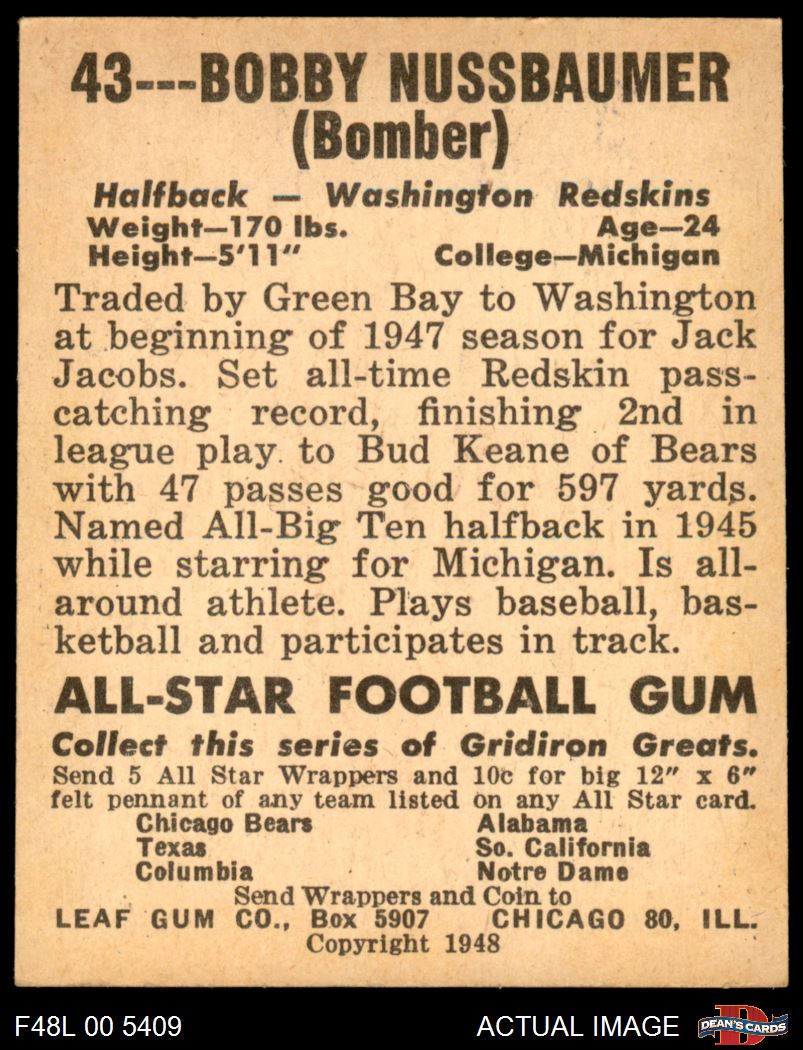 43---BOBBY NUSSBAUMER
(Bomber)
Halfback — Washington Redskins
Weight—170 lbs. Age—24
Height—5'11" College—Michigan
Traded by Green Bay to Washington
at beginning of 1947 season for Jack
Jacobs. Set all-time Redskin pass-
catching record, finishing 2nd in
league play to Bud Keane of Bears
with 47 passes good for 597 yards.
Named All-Big Ten halfback in 1945
while starring for Michigan. Is all-
around athlete. Plays baseball, bas-
ketball and participates in track.
ALL-STAR FOOTBALL GUM
Collect this series of Gridiron Greats.
Send 5 All Star Wrappers and 10c for big 12" x 6"
felt pennant of any team listed on any All Star card.
Chicago Bears Alabama
Texas So. California
Columbia Notre Dame
Send Wrappers and Coin to
LEAF GUM CO., Box 5907 CHICAGO 80, ILL.
Copyright 1948
F48L 00 5409 ACTUAL IMAGE D DEAN'S CARDS